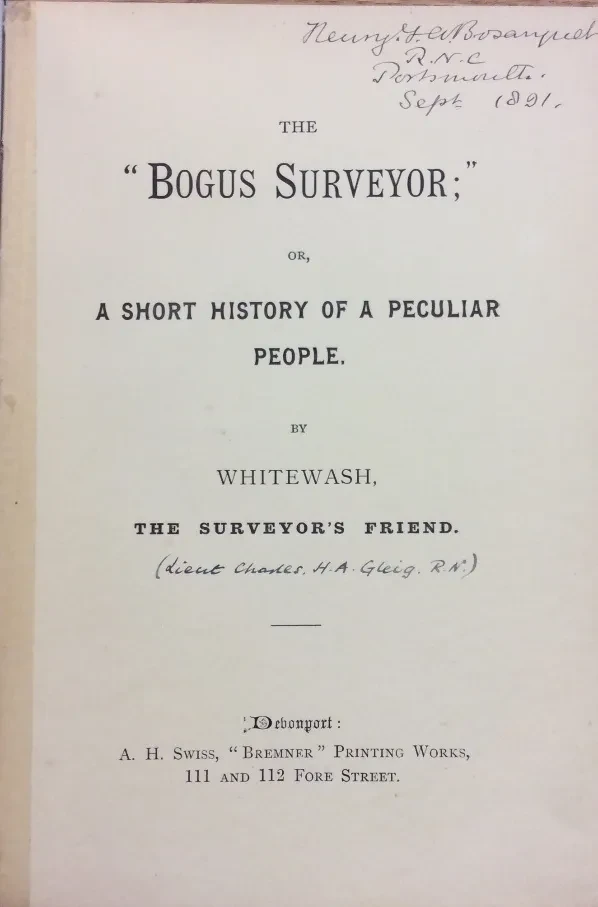 Henry T. A. Bosanquet
R.N.C
Portsmouth.
Sept 1891.
THE
"BOGUS SURVEYOR;"
OR,
A SHORT HISTORY OF A PECULIAR
PEOPLE.
BY
WHITEWASH,
THE SURVEYOR'S FRIEND.
(Lieut Charles. H. A. Gleig. R.N.)
Devonport:
A. H. SWISS, "BREMNER" PRINTING WORKS,
111 AND 112 FORE STREET.